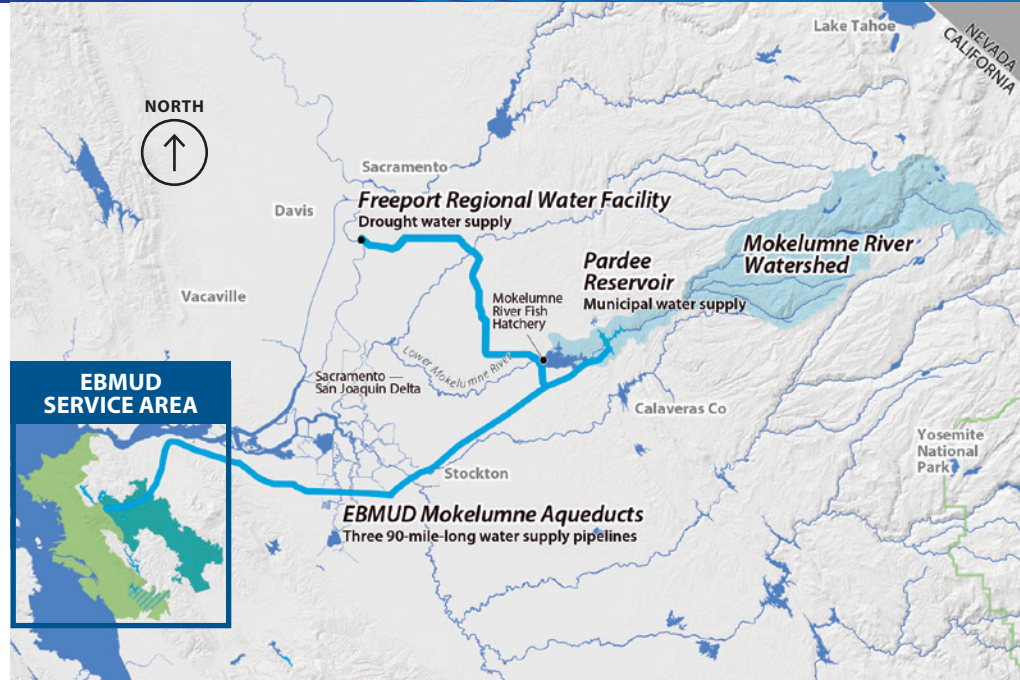 Lake Tahoe
NEVADA
CALIFORNIA
NORTH
Sacramento
Freeport Regional Water Facility
Drought water supply
Davis
Mokelumne River
Watershed
Pardee
Reservoir
Municipal water supply
Vacaville
Mokelumne
River Fish
Hatchery
Lower Mokelumne River
EBMUD
SERVICE AREA
Sacramento —
San Joaquin Delta
Calaveras Co
Yosemite
National
Park
Stockton
EBMUD Mokelumne Aqueducts
Three 90-mile-long water supply pipelines